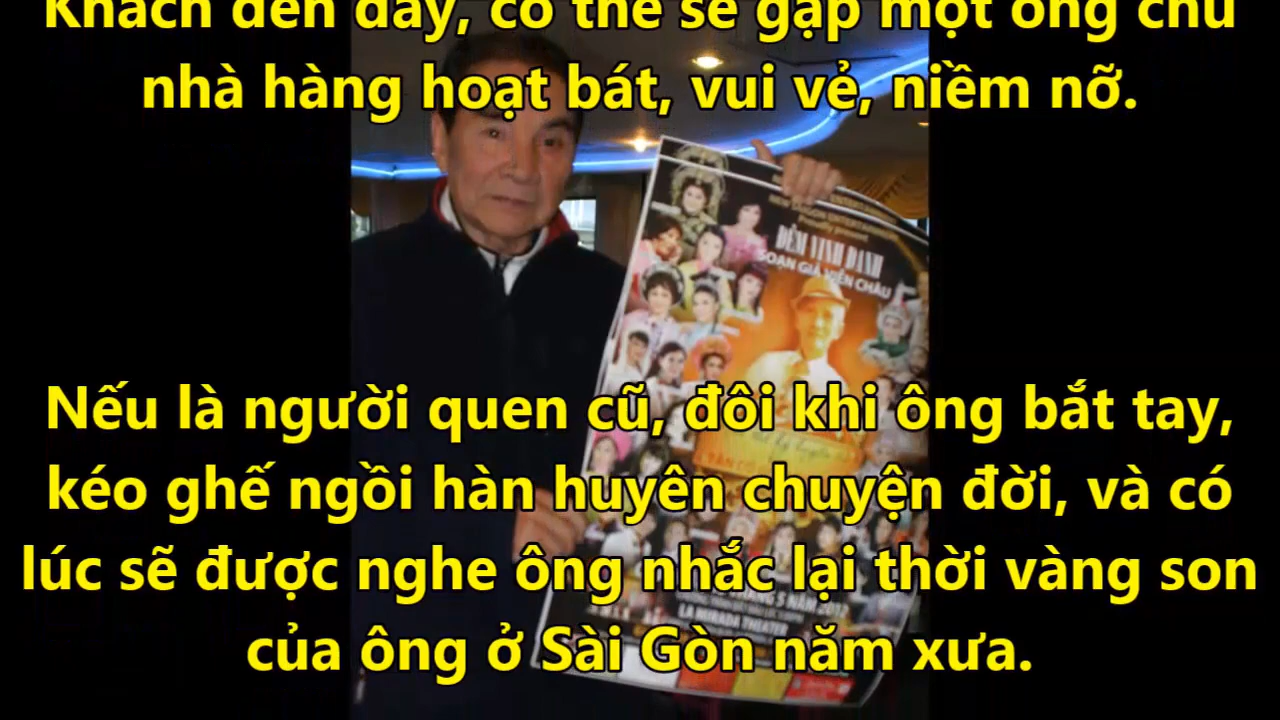 Khách đến đây, có thể sẽ gặp một ông chủ
nhà hàng hoạt bát, vui vẻ, niềm nỡ.
ĐÊM VINH DANH
SOẠN GIẢ VIỄN CHÂU
Nếu là người quen cũ, đôi khi ông bắt tay,
kéo ghế ngồi hàn huyên chuyện đời, và có
lúc sẽ được nghe ông nhắc lại thời vàng son
5 NĂM 2012
LA MIRADA THEATER
của ông ở Sài Gòn năm xưa.